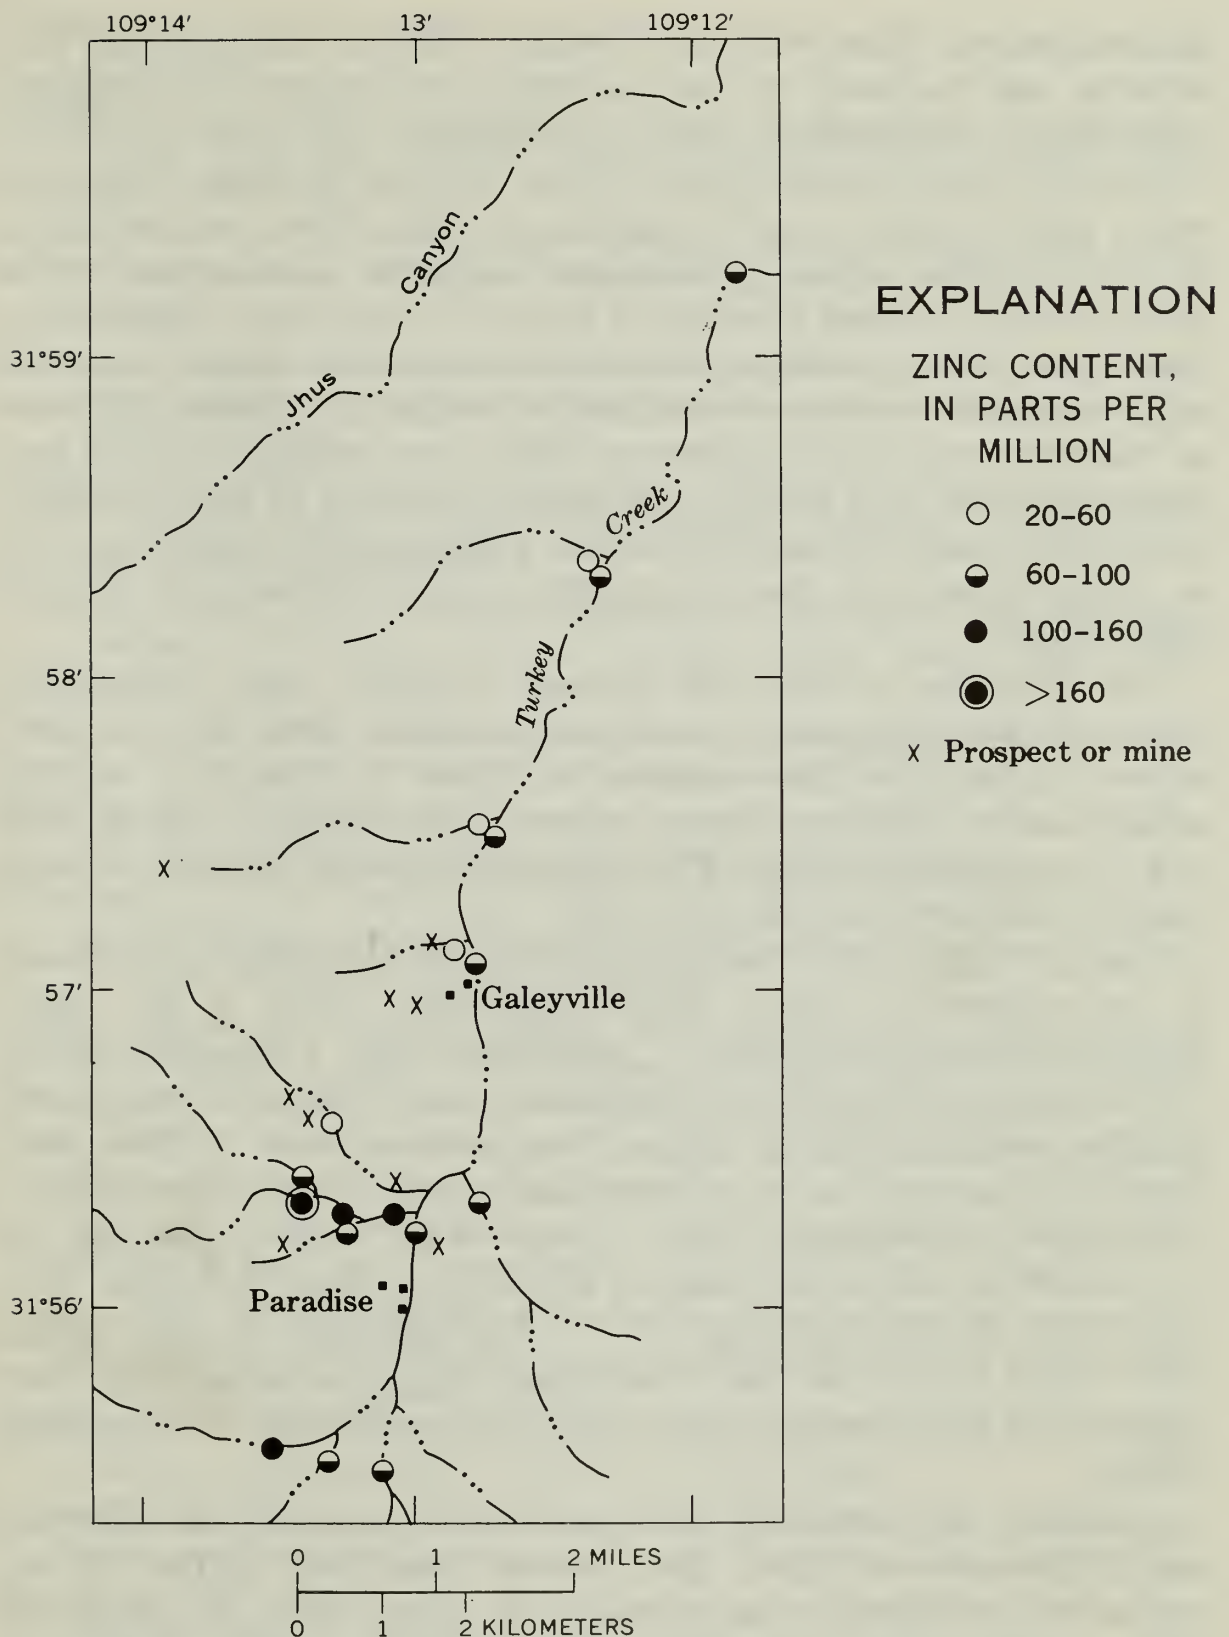 109°14′ 13′ 109°12′
Canyon
Jhus
31°59′
Creek
58′
Turkey
57′
Galeyville
31°56′
Paradise
0 1 2 MILES
0 1 2 KILOMETERS
EXPLANATION
ZINC CONTENT,
IN PARTS PER
MILLION
20-60
60-100
100-160
>160
x Prospect or mine